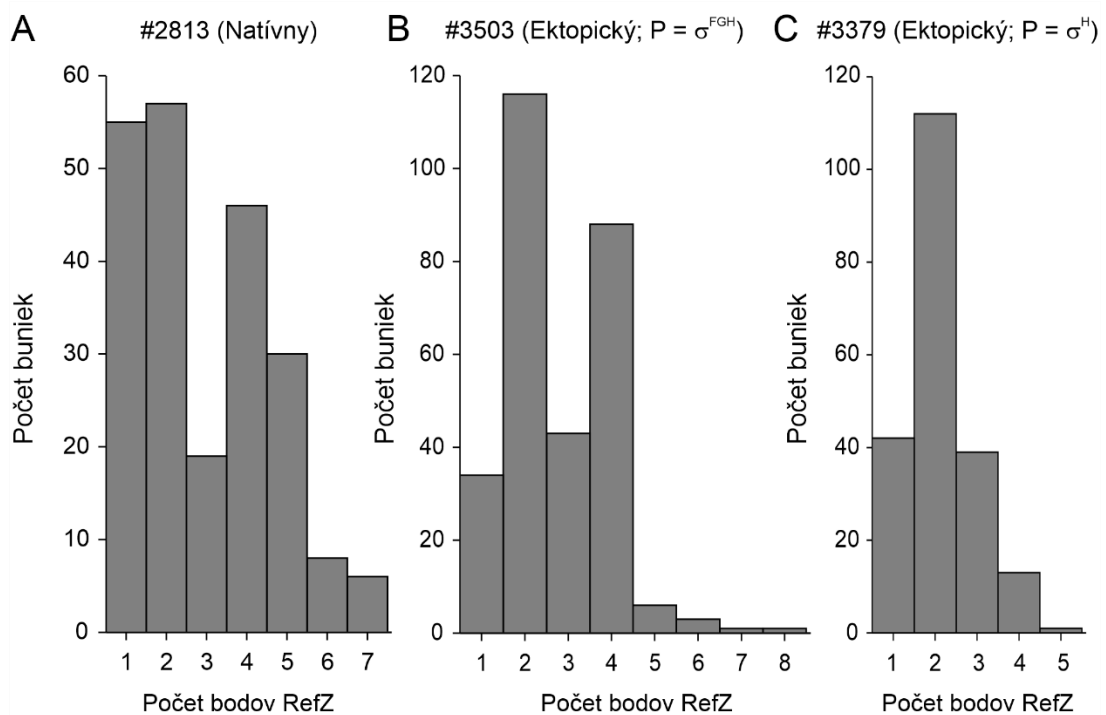 A
#2813 (Natívny)
60
50
40
30
20
10
0
Počet buniek
1 2 3 4 5 6 7
Počet bodov RefZ
B
#3503 (Ektopický; P = σFGH)
120
100
80
60
40
20
0
Počet buniek
1 2 3 4 5 6 7 8
Počet bodov RefZ
C
#3379 (Ektopický; P = σH)
120
100
80
60
40
20
0
Počet buniek
1 2 3 4 5
Počet bodov RefZ